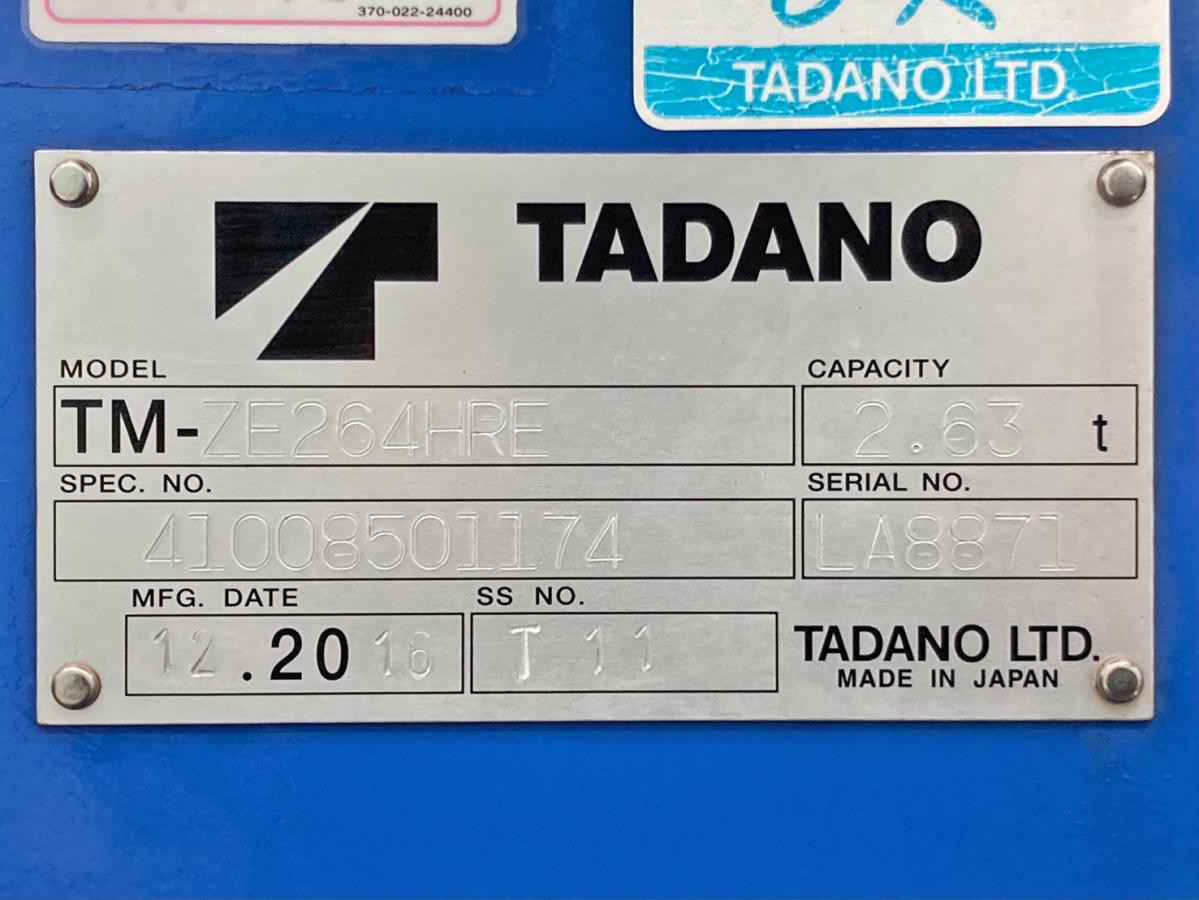 370-022-24400
OK
TADANO LTD.
TADANO
MODEL CAPACITY
TM-ZE264HRE 2.63 t
SPEC. NO. SERIAL NO.
41008501174 LA8871
MFG. DATE SS NO.
12.2016 T 11
TADANO LTD.
MADE IN JAPAN